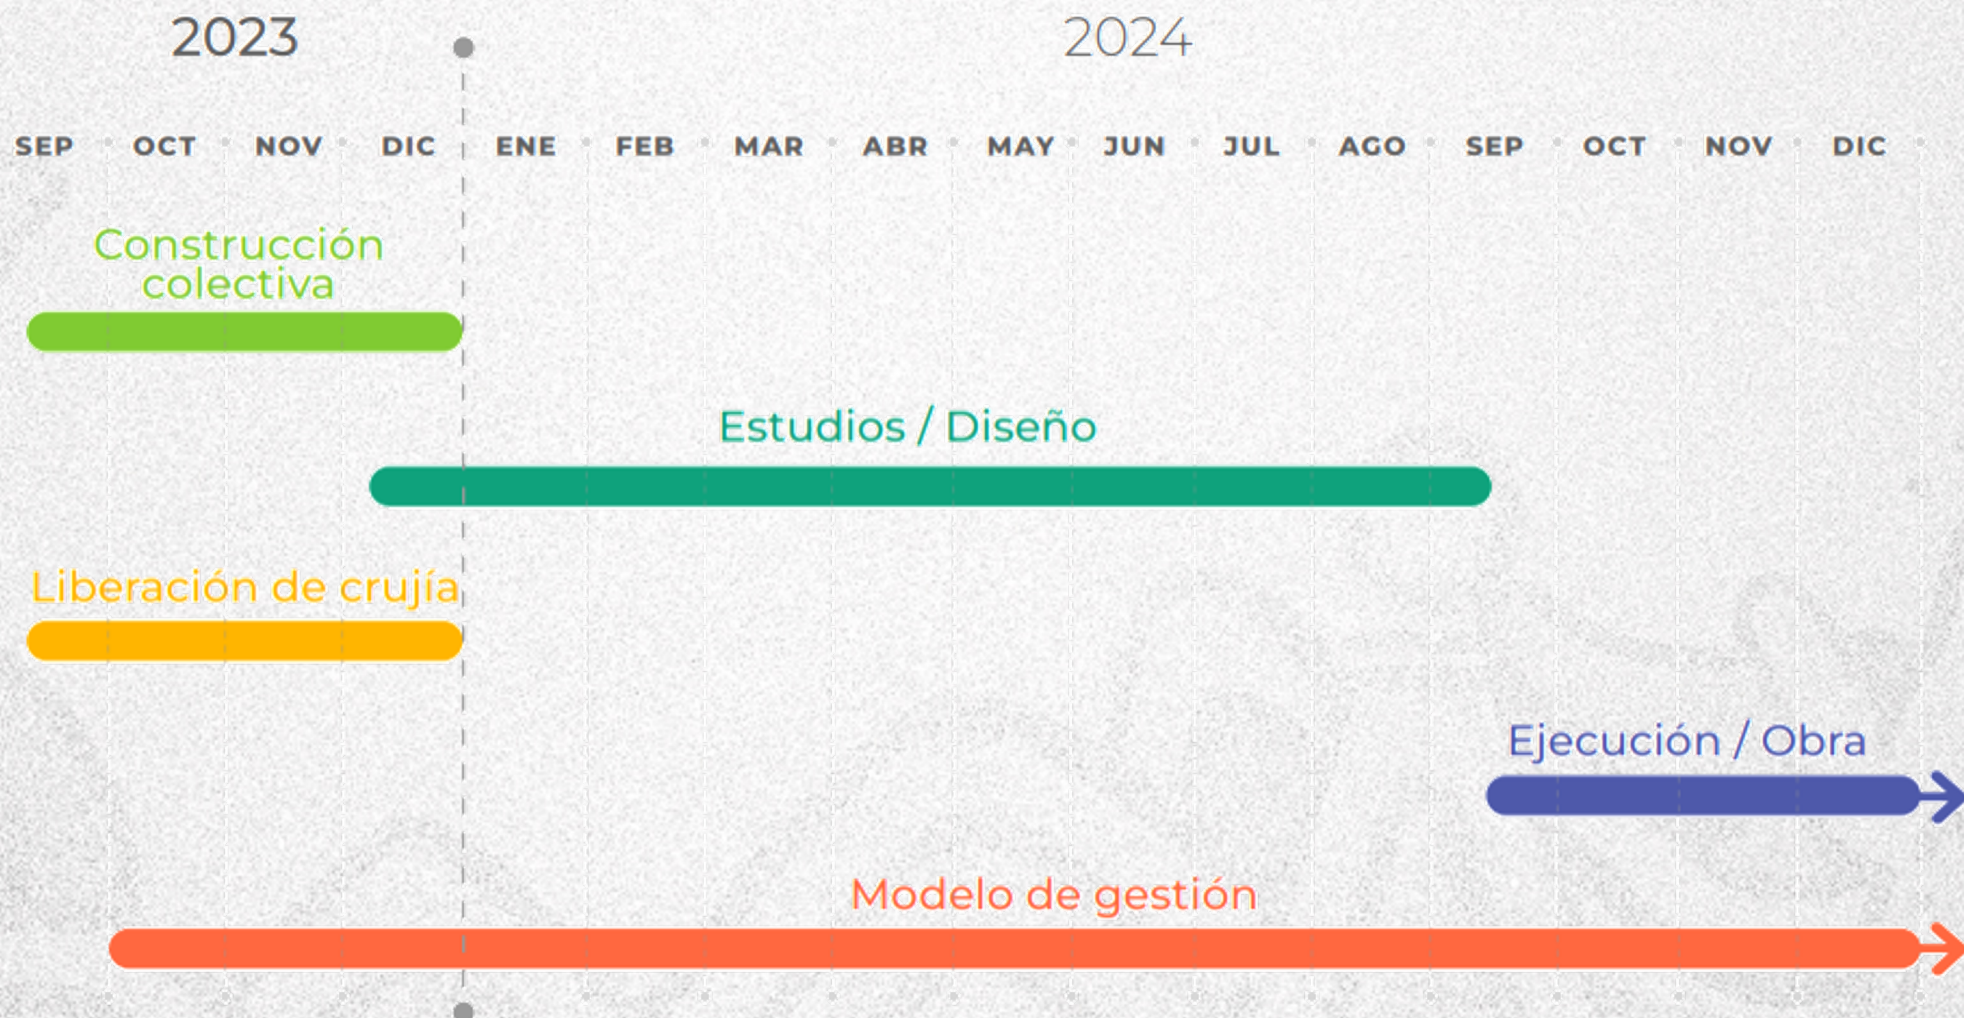 2023
2024
SEP OCT NOV DIC ENE FEB MAR ABR MAY JUN JUL AGO SEP OCT NOV DIC
Construcción
colectiva
Estudios / Diseño
Liberación de crujía
Ejecución / Obra
Modelo de gestión